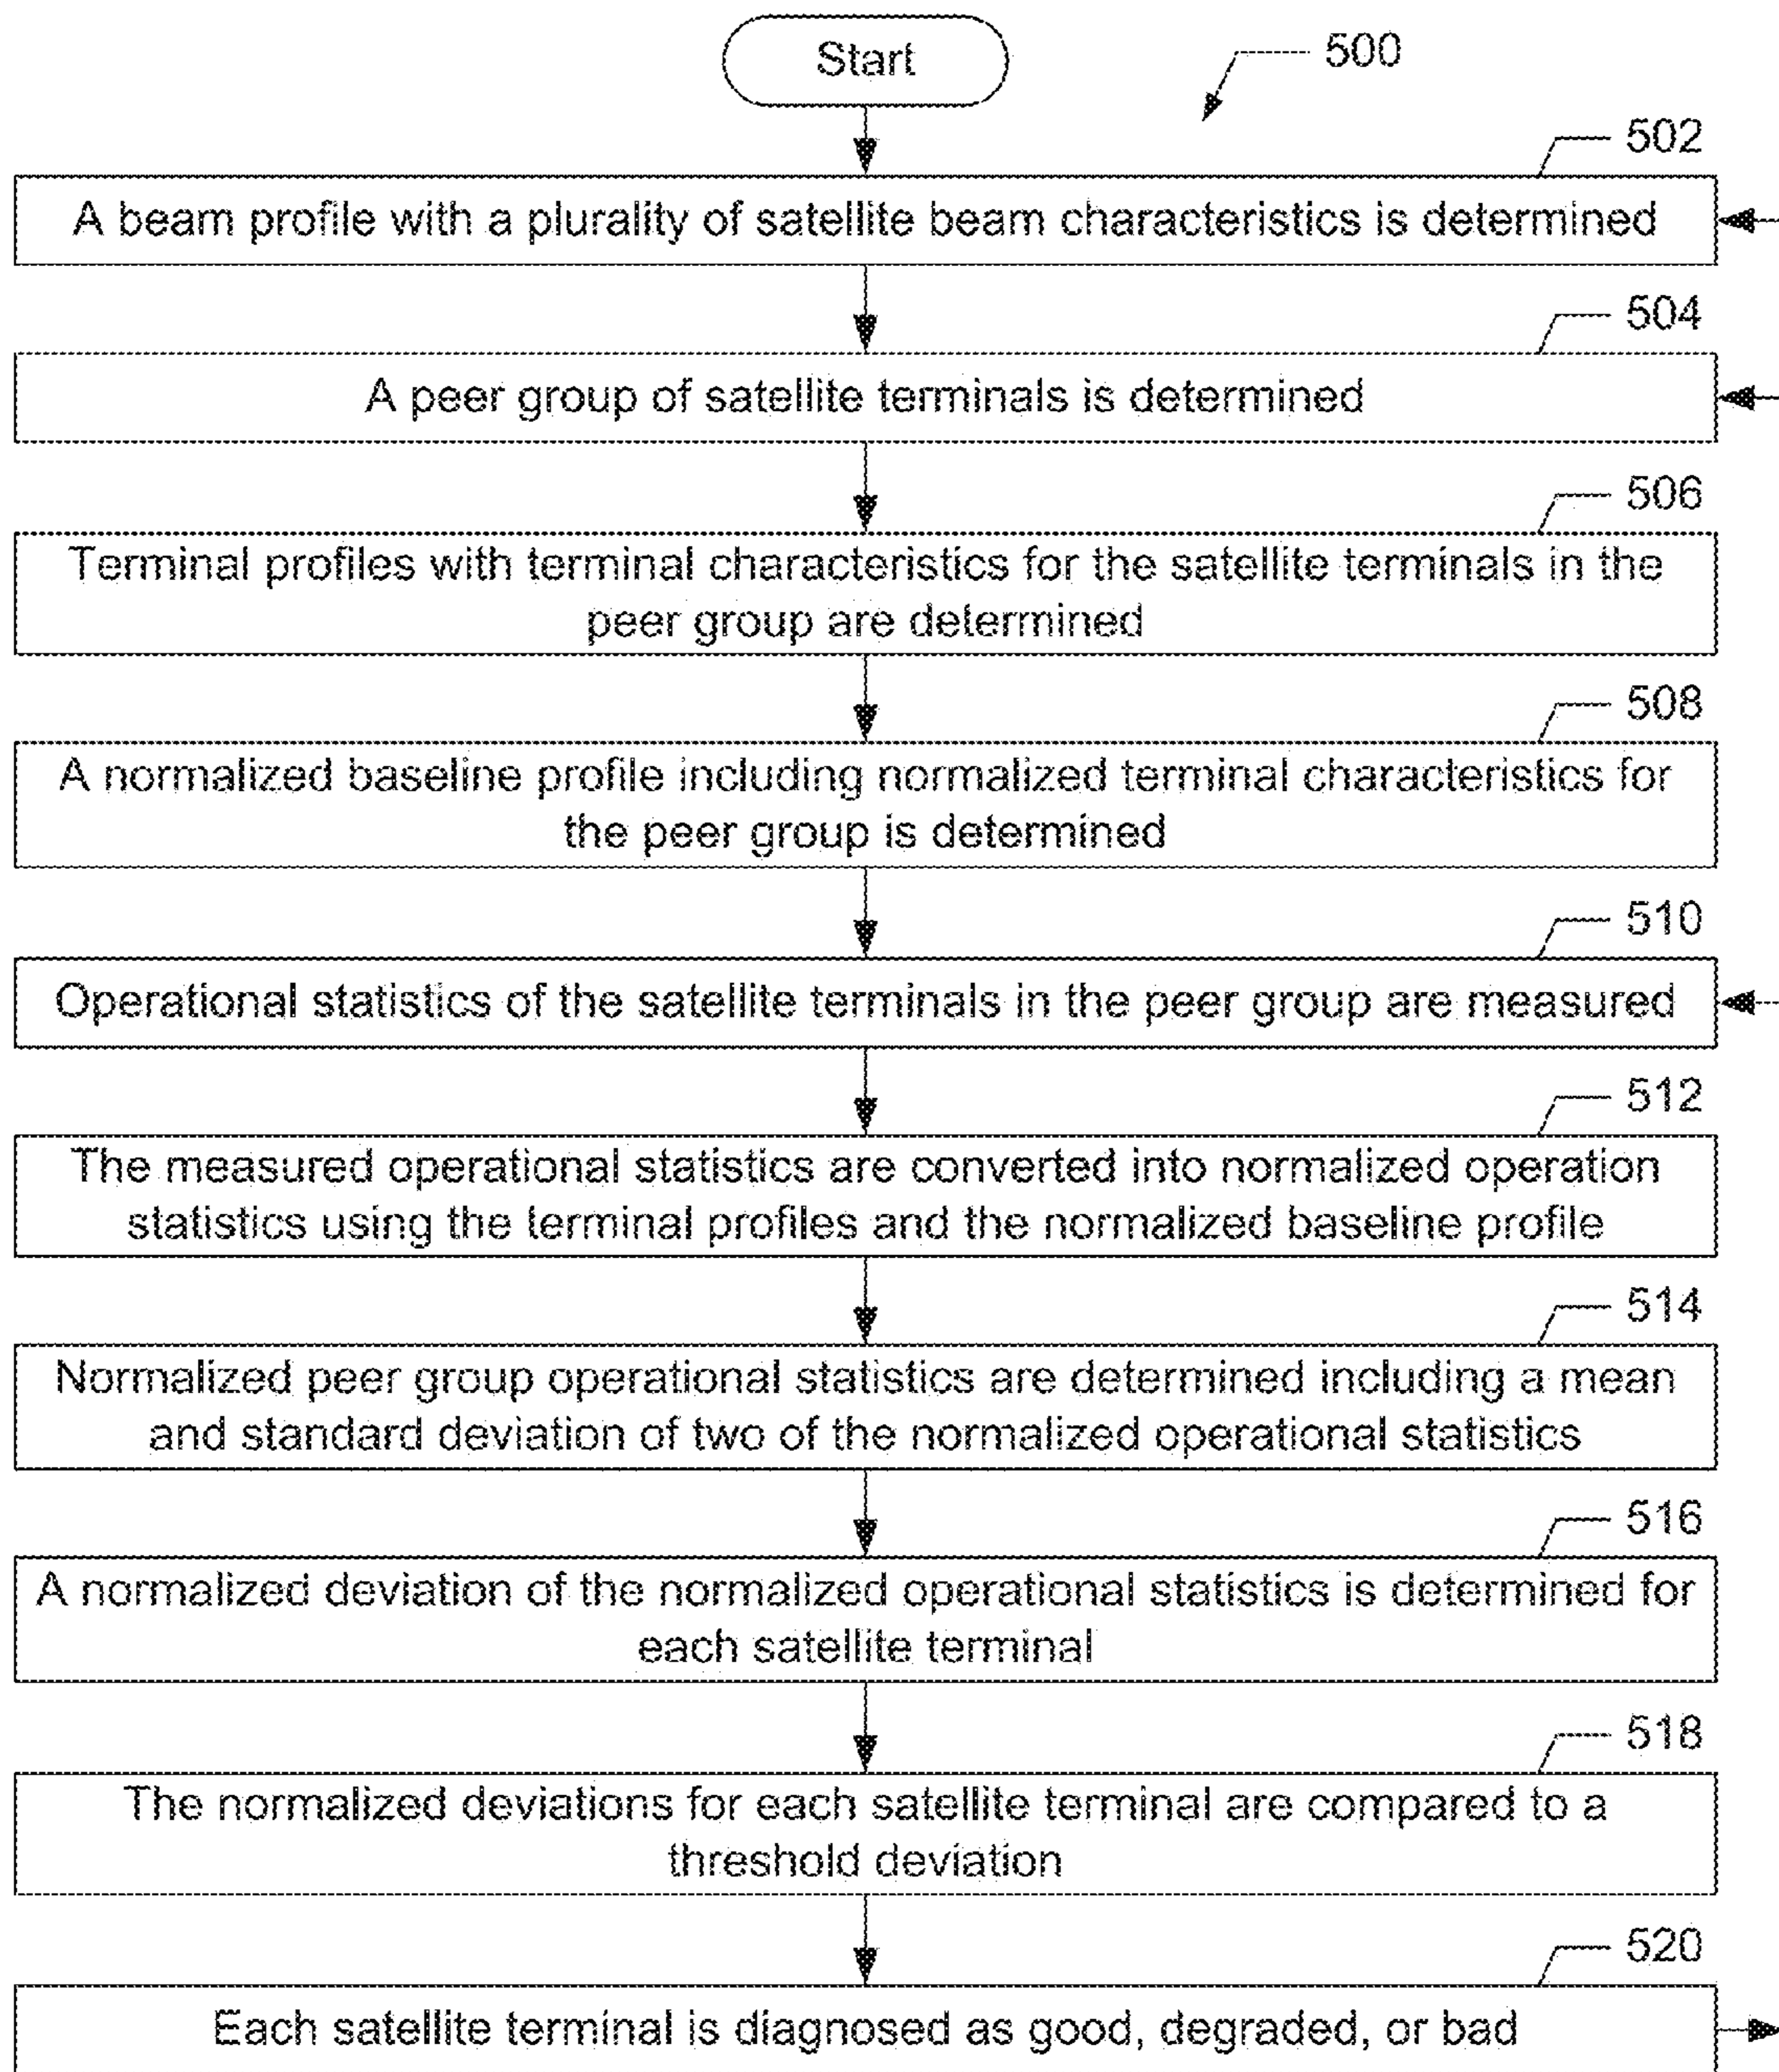 Start
500
502
A beam profile with a plurality of satellite beam characteristics is determined
504
A peer group of satellite terminals is determined
506
Terminal profiles with terminal characteristics for the satellite terminals in the
peer group are determined
508
A normalized baseline profile including normalized terminal characteristics for
the peer group is determined
510
Operational statistics of the satellite terminals in the peer group are measured
512
The measured operational statistics are converted into normalized operation
statistics using the terminal profiles and the normalized baseline profile
514
Normalized peer group operational statistics are determined including a mean
and standard deviation of two of the normalized operational statistics
516
A normalized deviation of the normalized operational statistics is determined for
each satellite terminal
518
The normalized deviations for each satellite terminal are compared to a
threshold deviation
520
Each satellite terminal is diagnosed as good, degraded, or bad